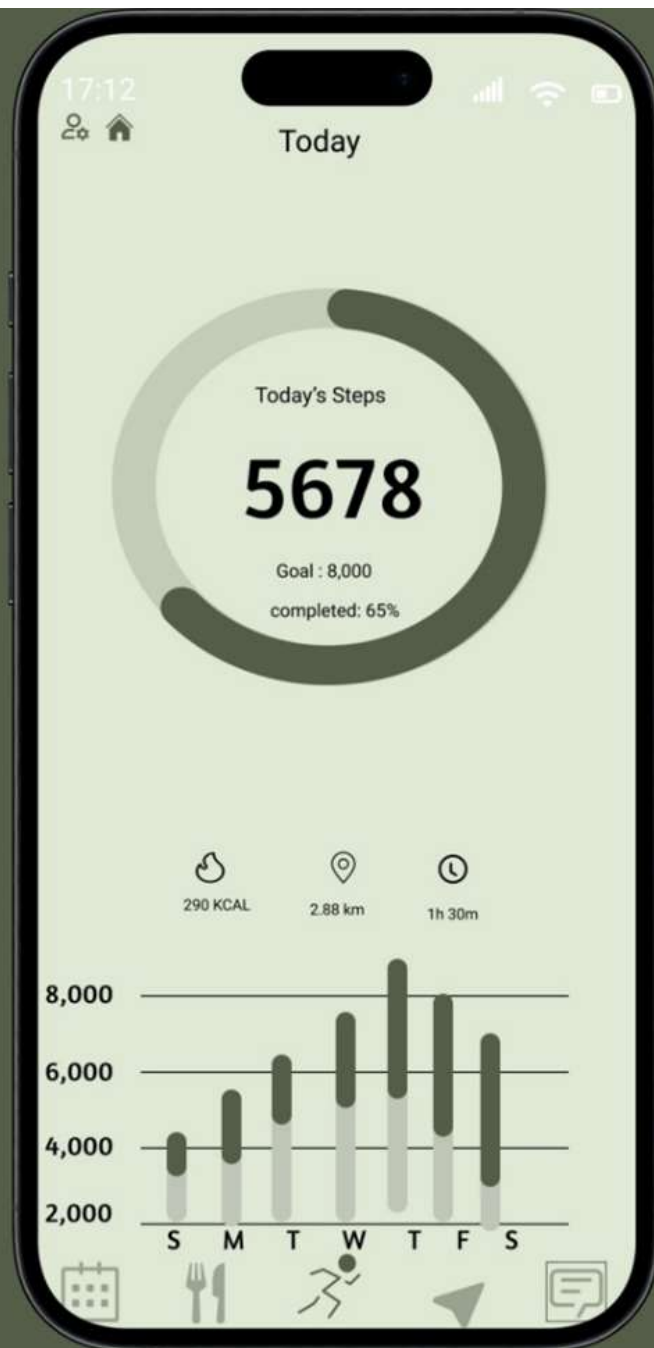 17:12
Today
Today's Steps
5678
Goal : 8,000
completed: 65%
290 KCAL 2.88 km 1h 30m
8,000
6,000
4,000
2,000
S M T W T F S